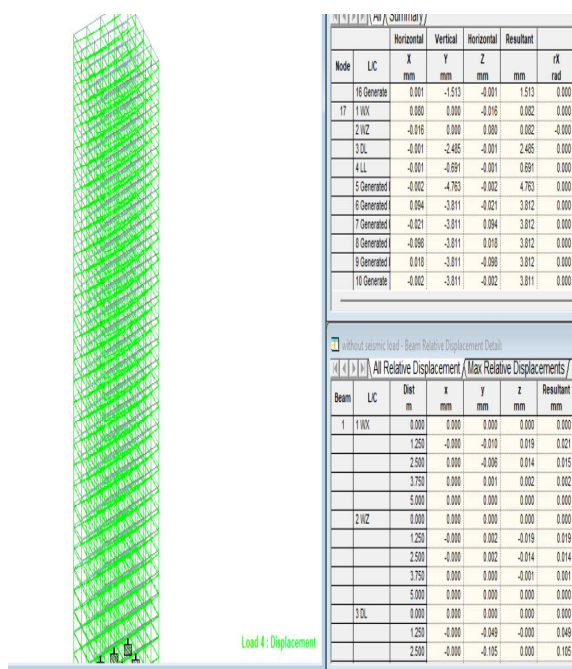 All Summary
Horizontal Vertical Horizontal Resultant
Node L/C X mm Y mm Z mm mm rX rad
16 Generate 0.001 -1.513 -0.001 1.513 0.000
17 1 WX 0.080 0.000 -0.016 0.082 0.000
2 WZ -0.016 0.000 0.080 0.082 -0.000
3 DL -0.001 -2.485 -0.001 2.485 0.000
4 LL -0.001 -0.691 -0.001 0.691 0.000
5 Generated -0.002 -4.763 -0.002 4.763 0.000
6 Generated 0.094 -3.811 -0.021 3.812 0.000
7 Generated -0.021 -3.811 0.094 3.812 0.000
8 Generated -0.098 -3.811 0.018 3.812 0.000
9 Generated 0.018 -3.811 -0.098 3.812 0.000
10 Generate -0.002 -3.811 -0.002 3.811 0.000
without seismic load - Beam Relative Displacement Detail:
All Relative Displacement Max Relative Displacements
Beam L/C Dist m x mm y mm z mm Resultant mm
1 1 WX 0.000 0.000 0.000 0.000 0.000
1.250 0.000 -0.010 0.019 0.021
2.500 0.000 -0.006 0.014 0.015
3.750 0.000 0.001 0.002 0.002
5.000 0.000 0.000 0.000 0.000
2 WZ 0.000 0.000 0.000 0.000 0.000
1.250 -0.000 0.002 -0.019 0.019
2.500 -0.000 0.002 -0.014 0.014
3.750 0.000 0.000 -0.001 0.001
5.000 0.000 0.000 0.000 0.000
3 DL 0.000 0.000 0.000 0.000 0.000
1.250 -0.000 -0.049 -0.000 0.049
2.500 -0.000 -0.105 0.000 0.105
Load 4 : Displacement